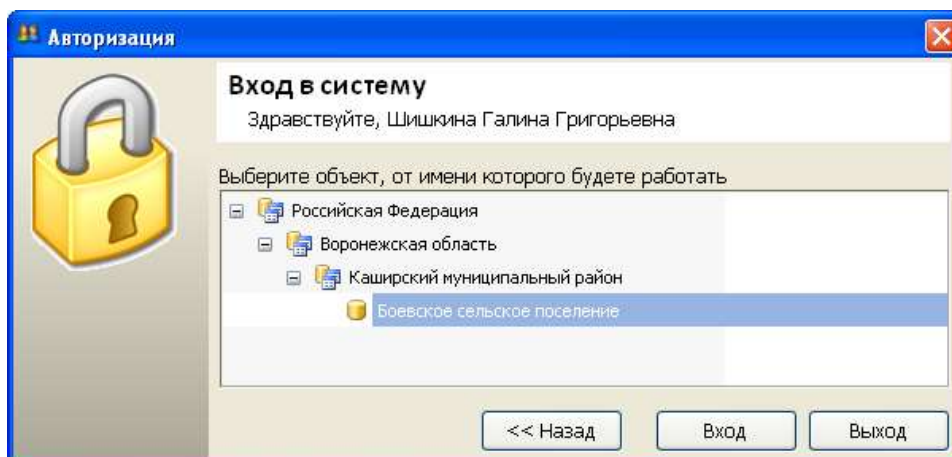 Авторизация
Вход в систему
Здравствуйте, Шишкина Галина Григорьевна
Выберите объект, от имени которого будете работать
Российская Федерация
Воронежская область
Каширский муниципальный район
Боевское сельское поселение
<< Назад
Вход
Выход